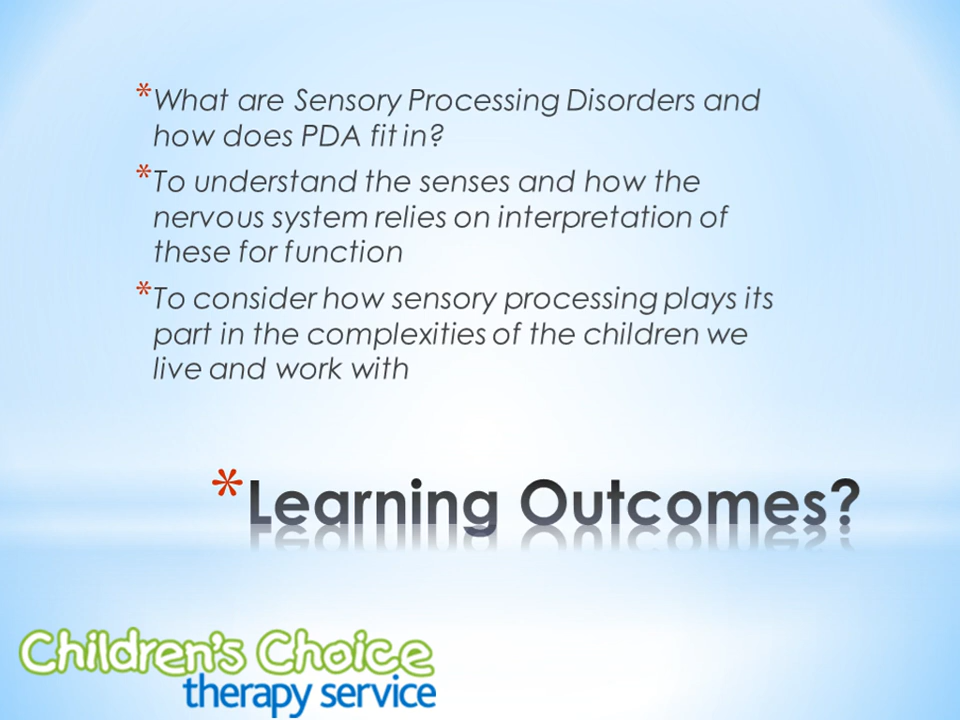 *What are Sensory Processing Disorders and
how does PDA fit in?
*To understand the senses and how the
nervous system relies on interpretation of
these for function
*To consider how sensory processing plays its
part in the complexities of the children we
live and work with
*Learning Outcomes?
Children's Choice
therapy service